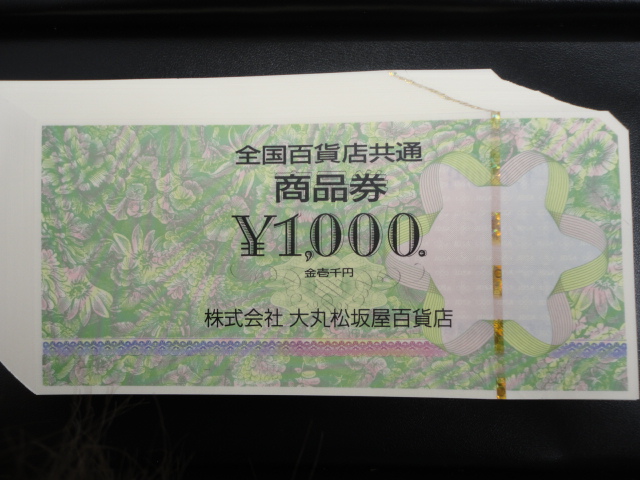 全国百貨店共通
商品券
¥1,000.
金壱千円
株式会社 大丸松坂屋百貨店